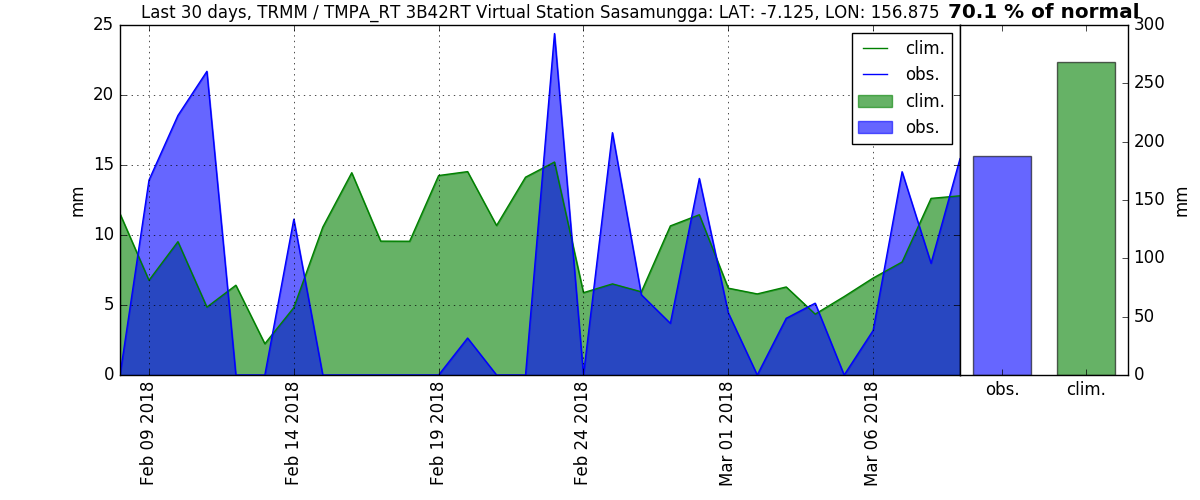 Last 30 days, TRMM / TMPA_RT 3B42RT Virtual Station Sasamungga: LAT: -7.125, LON: 156.875
70.1 % of normal
25
20
15
10
5
0
mm
clim.
obs.
clim.
obs.
Feb 09 2018
Feb 14 2018
Feb 19 2018
Feb 24 2018
Mar 01 2018
Mar 06 2018
300
250
200
150
100
50
0
mm
obs.
clim.